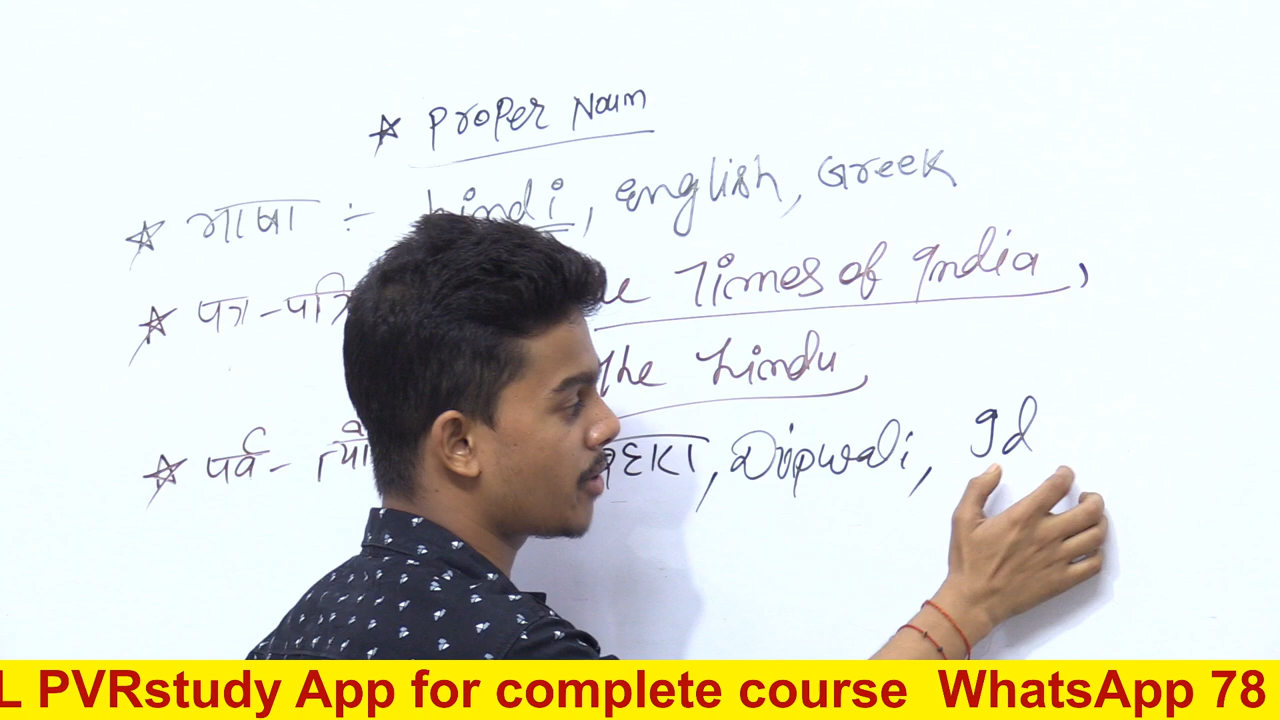 ★ Proper Noun
★ भाषा ÷ hindi, English, Greek
★ पत्र-पत्रि Times of India,
the hindu,
★ पर्व- त्यौ Dipwali, Id
L PVRstudy App for complete course WhatsApp 78